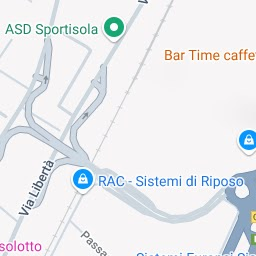 ASD Sportisola
Bar Time caffe
Via Libertà
RAC - Sistemi di Riposo
solotto
Passa